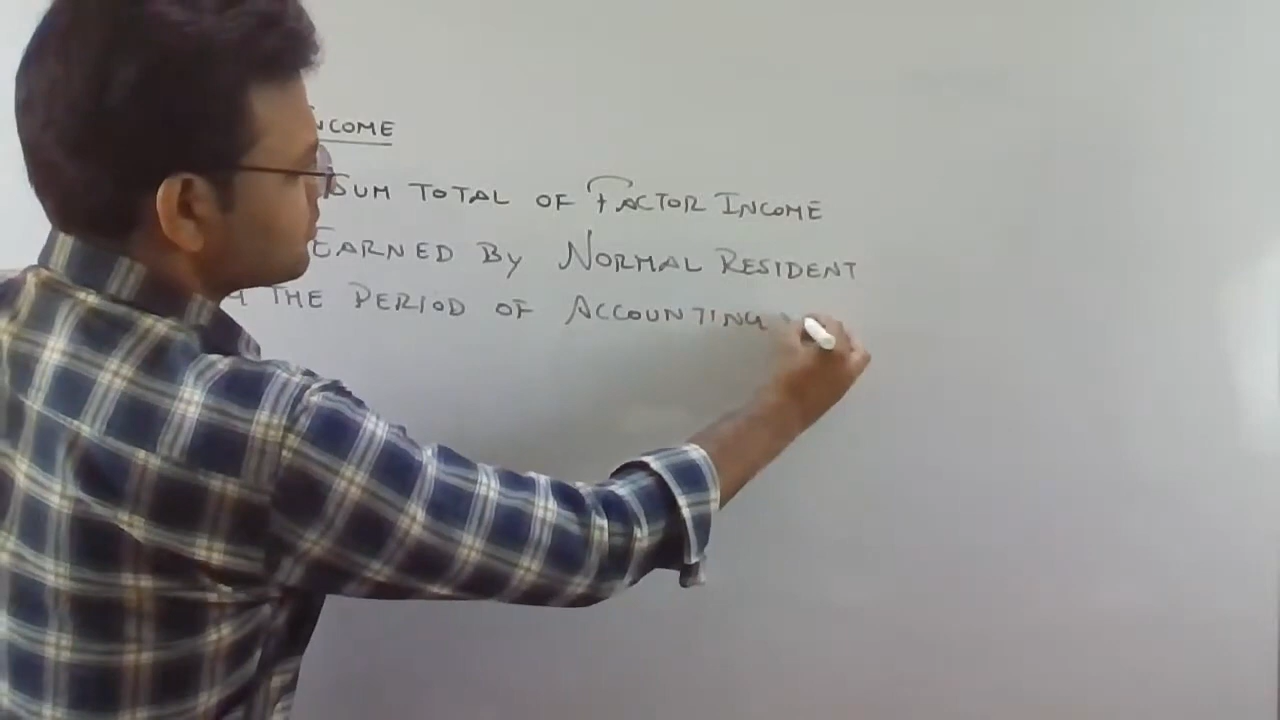 NCOME
SUM TOTAL OF FACTOR INCOME
EARNED BY NORMAL RESIDENT
THE PERIOD OF ACCOUNTING